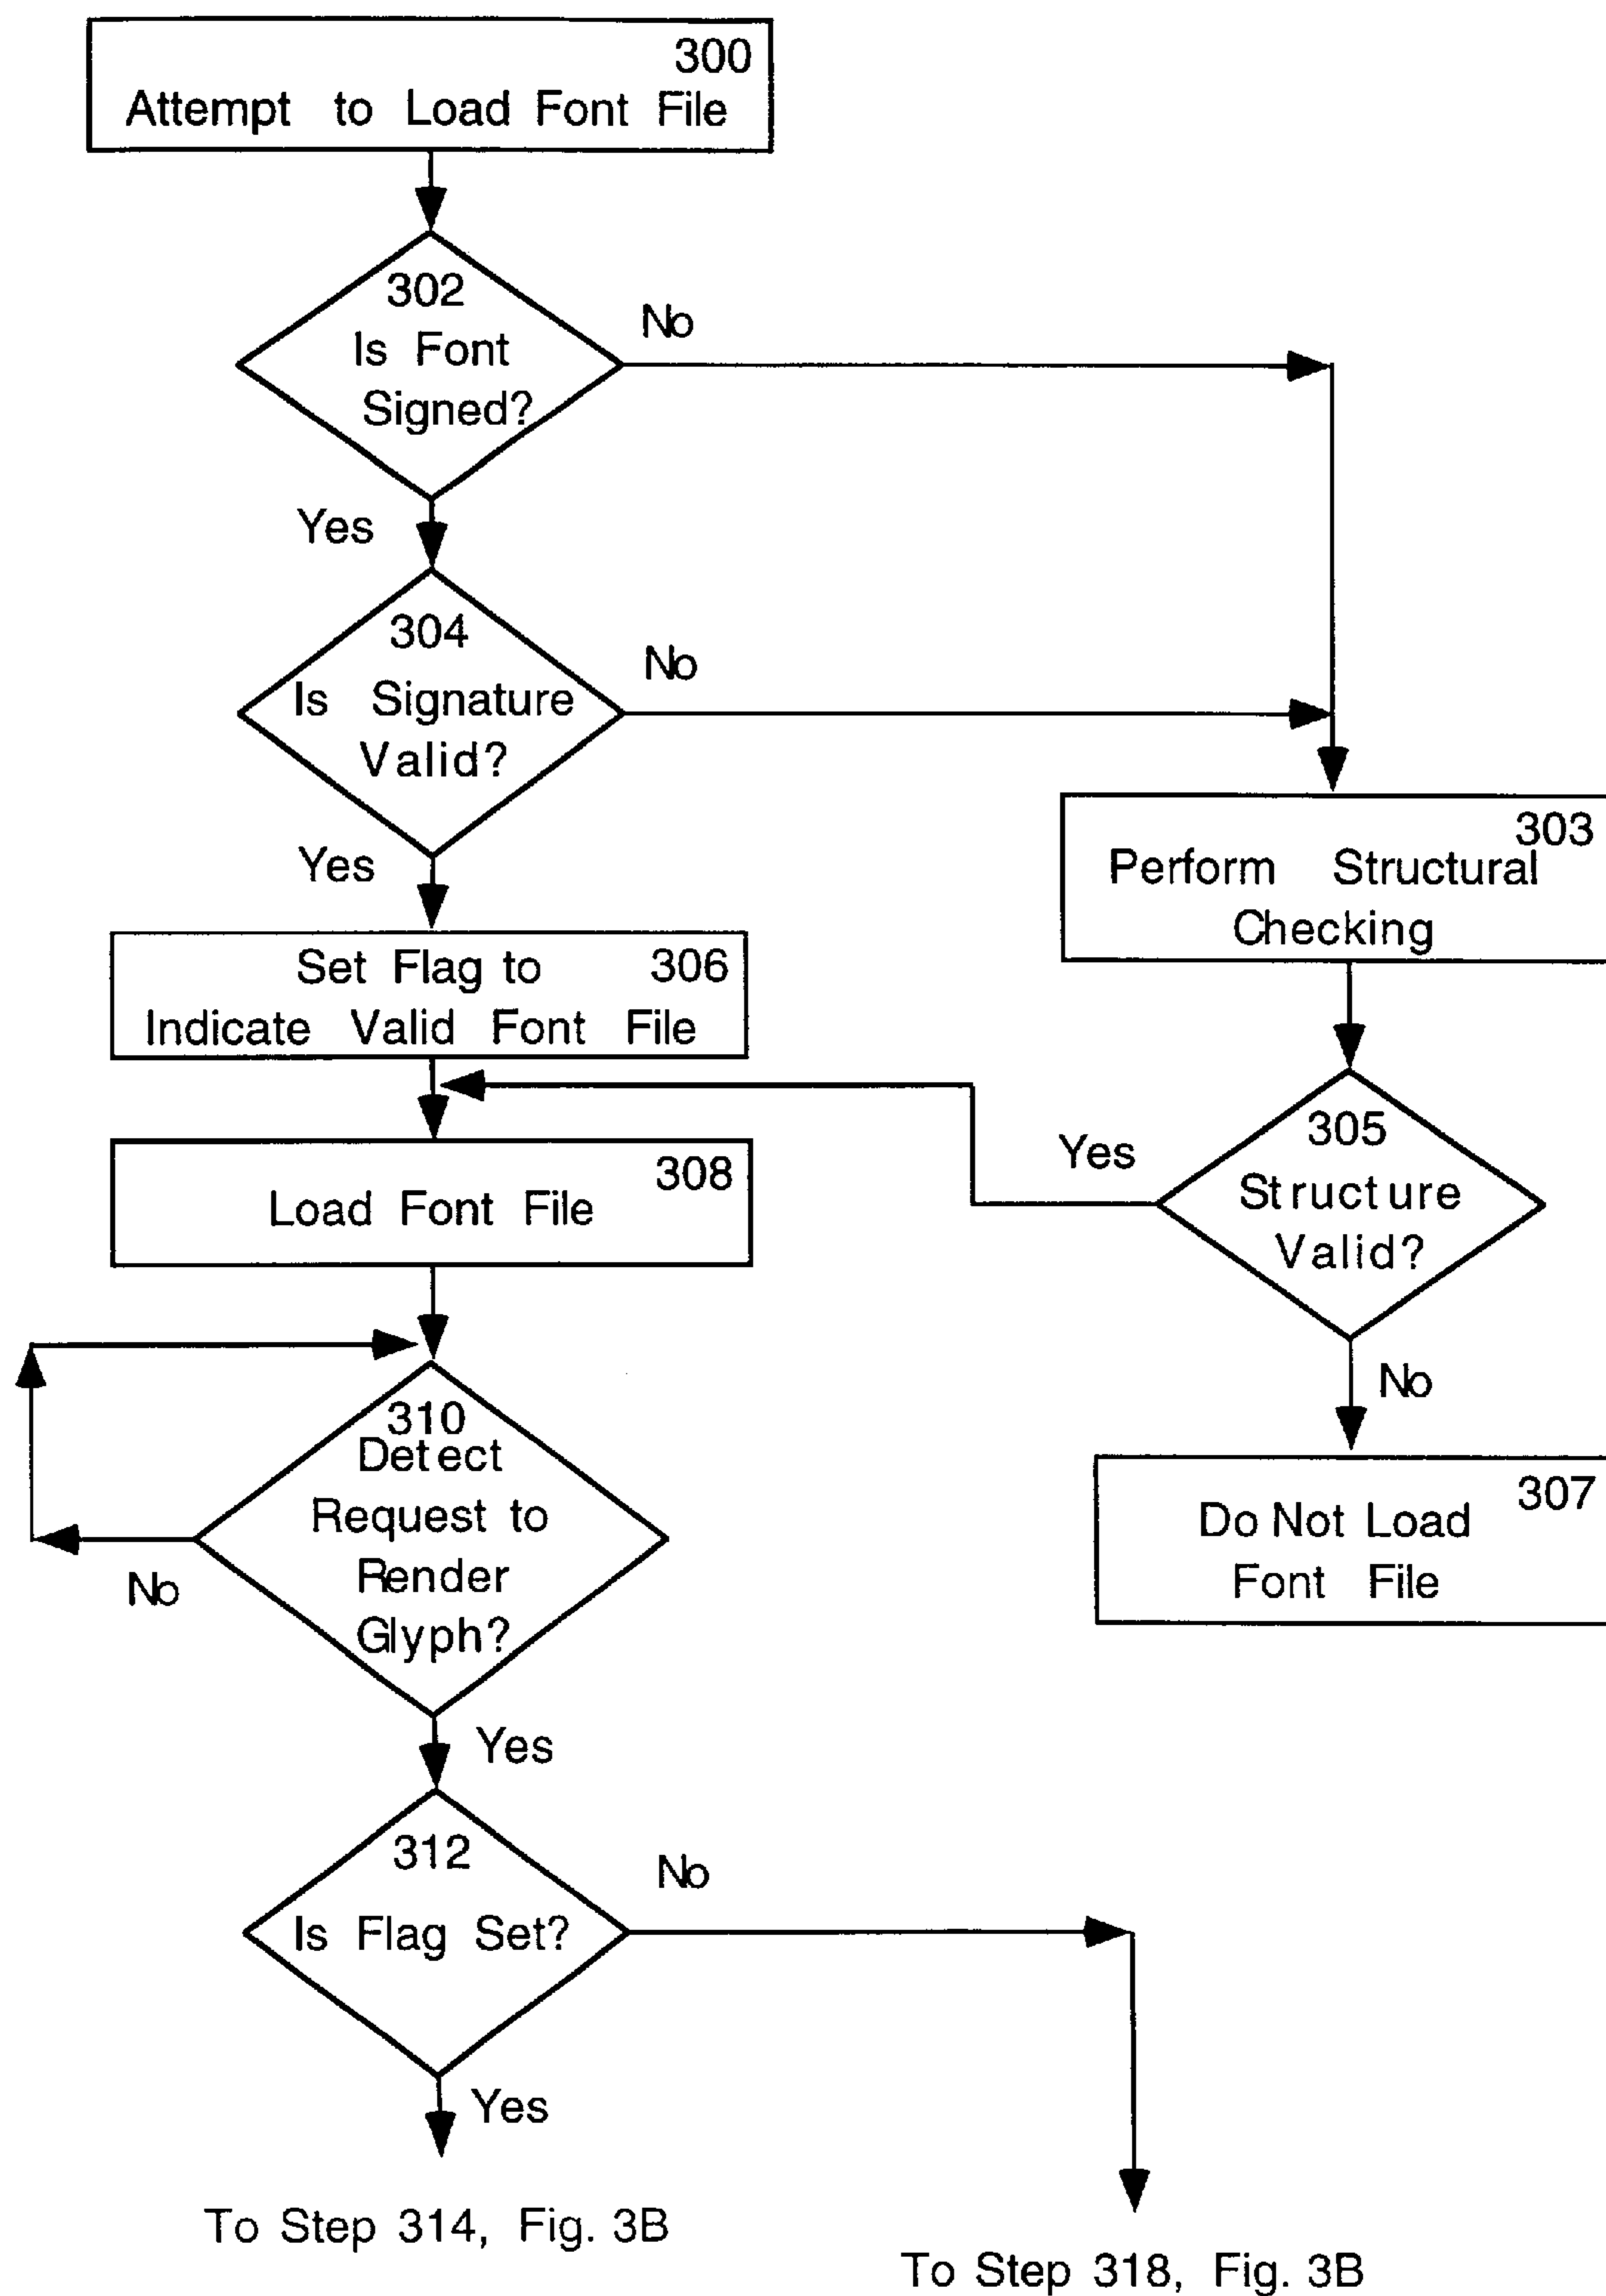 300
Attempt to Load Font File
302
Is Font
Signed?
No
Yes
304
Is Signature
Valid?
No
Yes
303
Perform Structural
Checking
Set Flag to 306
Indicate Valid Font File
305
Structure
Valid?
Yes
308
Load Font File
No
310
Detect
Request to
Render
Glyph?
No
307
Do Not Load
Font File
Yes
312
Is Flag Set?
No
Yes
To Step 314, Fig. 3B
To Step 318, Fig. 3B